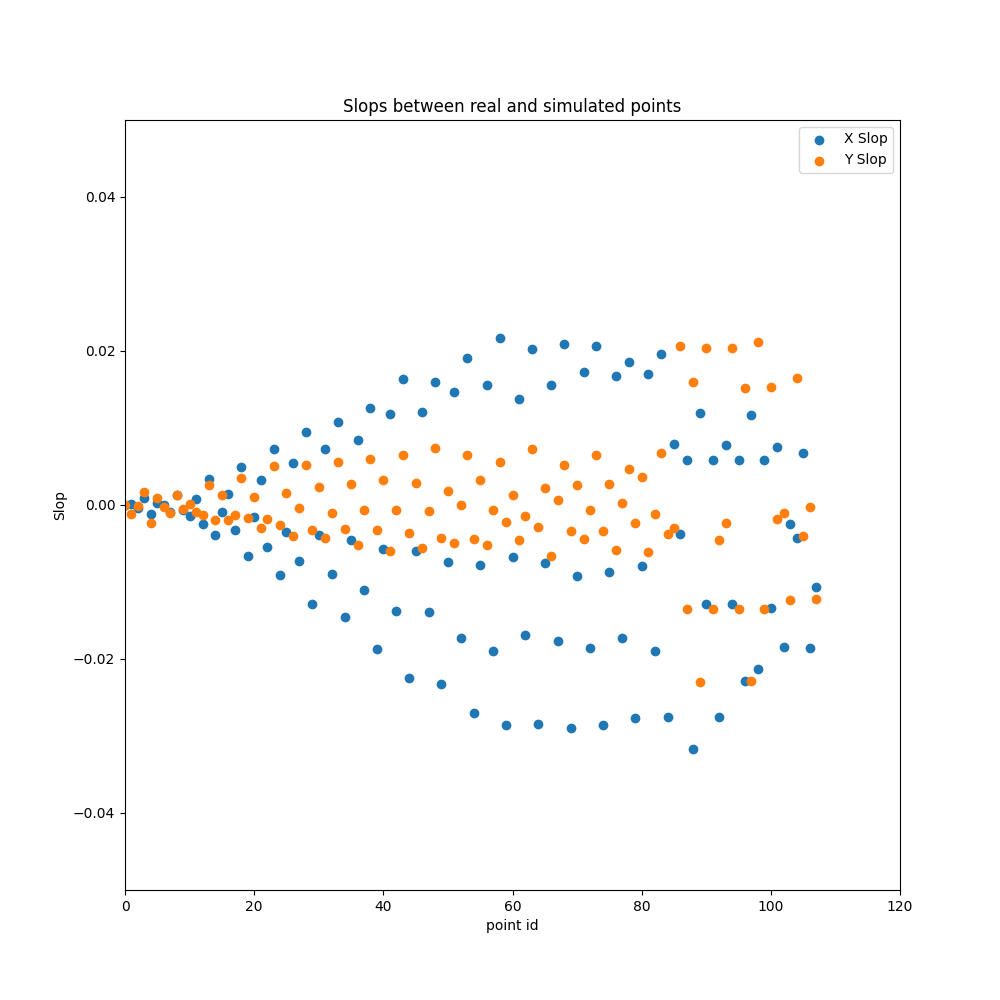 Slops between real and simulated points
X Slop
Y Slop
0.04
0.02
0.00
−0.02
−0.04
Slop
0 20 40 60 80 100 120
point id